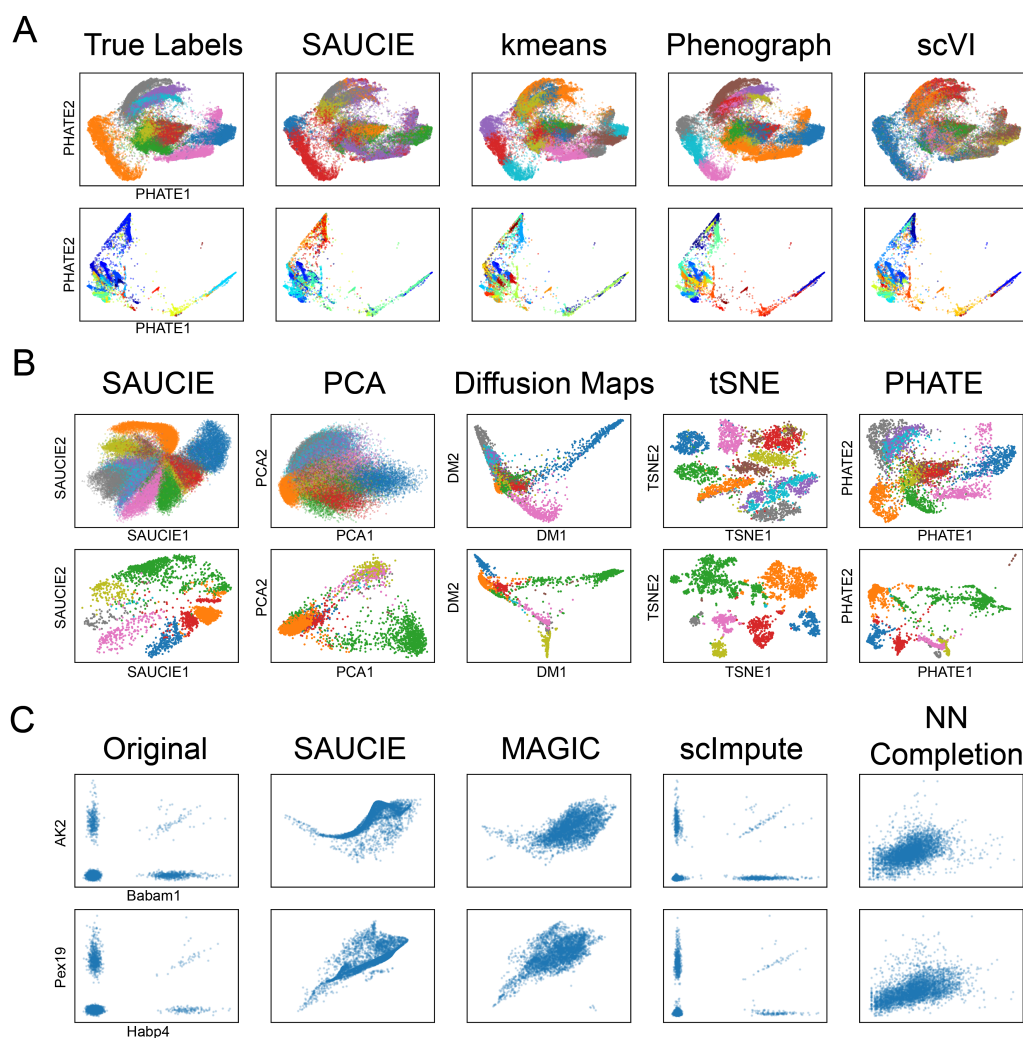 A
True Labels SAUCIE kmeans Phenograph scVI
PHATE2
PHATE1
PHATE2
PHATE1
B
SAUCIE PCA Diffusion Maps tSNE PHATE
SAUCIE2 PCA2 DM2 TSNE2 PHATE2
SAUCIE1 PCA1 DM1 TSNE1 PHATE1
SAUCIE2 PCA2 DM2 TSNE2 PHATE2
SAUCIE1 PCA1 DM1 TSNE1 PHATE1
C
Original SAUCIE MAGIC scImpute NN Completion
AK2
Babam1
Pex19
Habp4